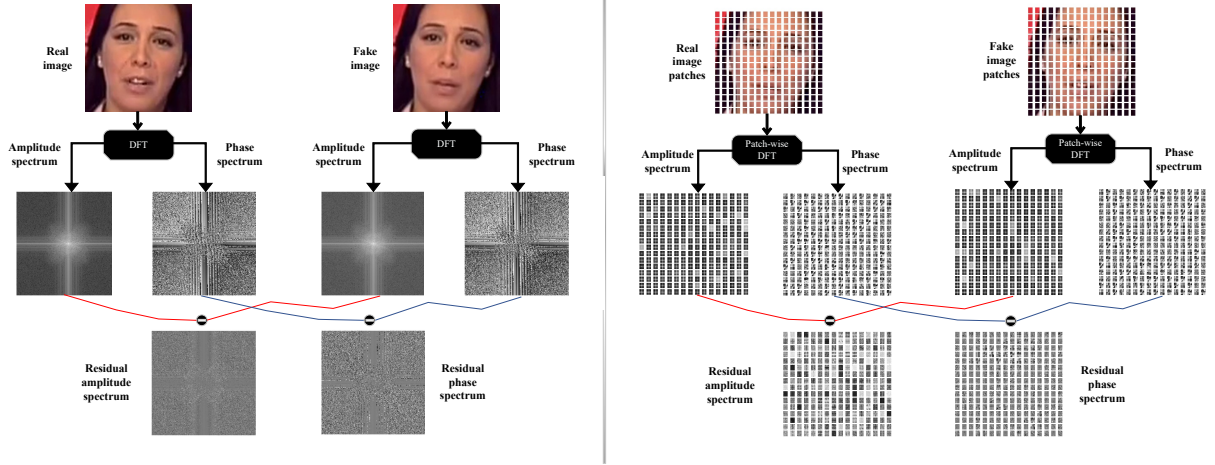 Real
image
Fake
image
DFT
DFT
Amplitude
spectrum
Phase
spectrum
Amplitude
spectrum
Phase
spectrum
Residual
amplitude
spectrum
Residual
phase
spectrum
Real
image
patches
Fake
image
patches
Patch-wise
DFT
Patch-wise
DFT
Amplitude
spectrum
Phase
spectrum
Amplitude
spectrum
Phase
spectrum
Residual
amplitude
spectrum
Residual
phase
spectrum